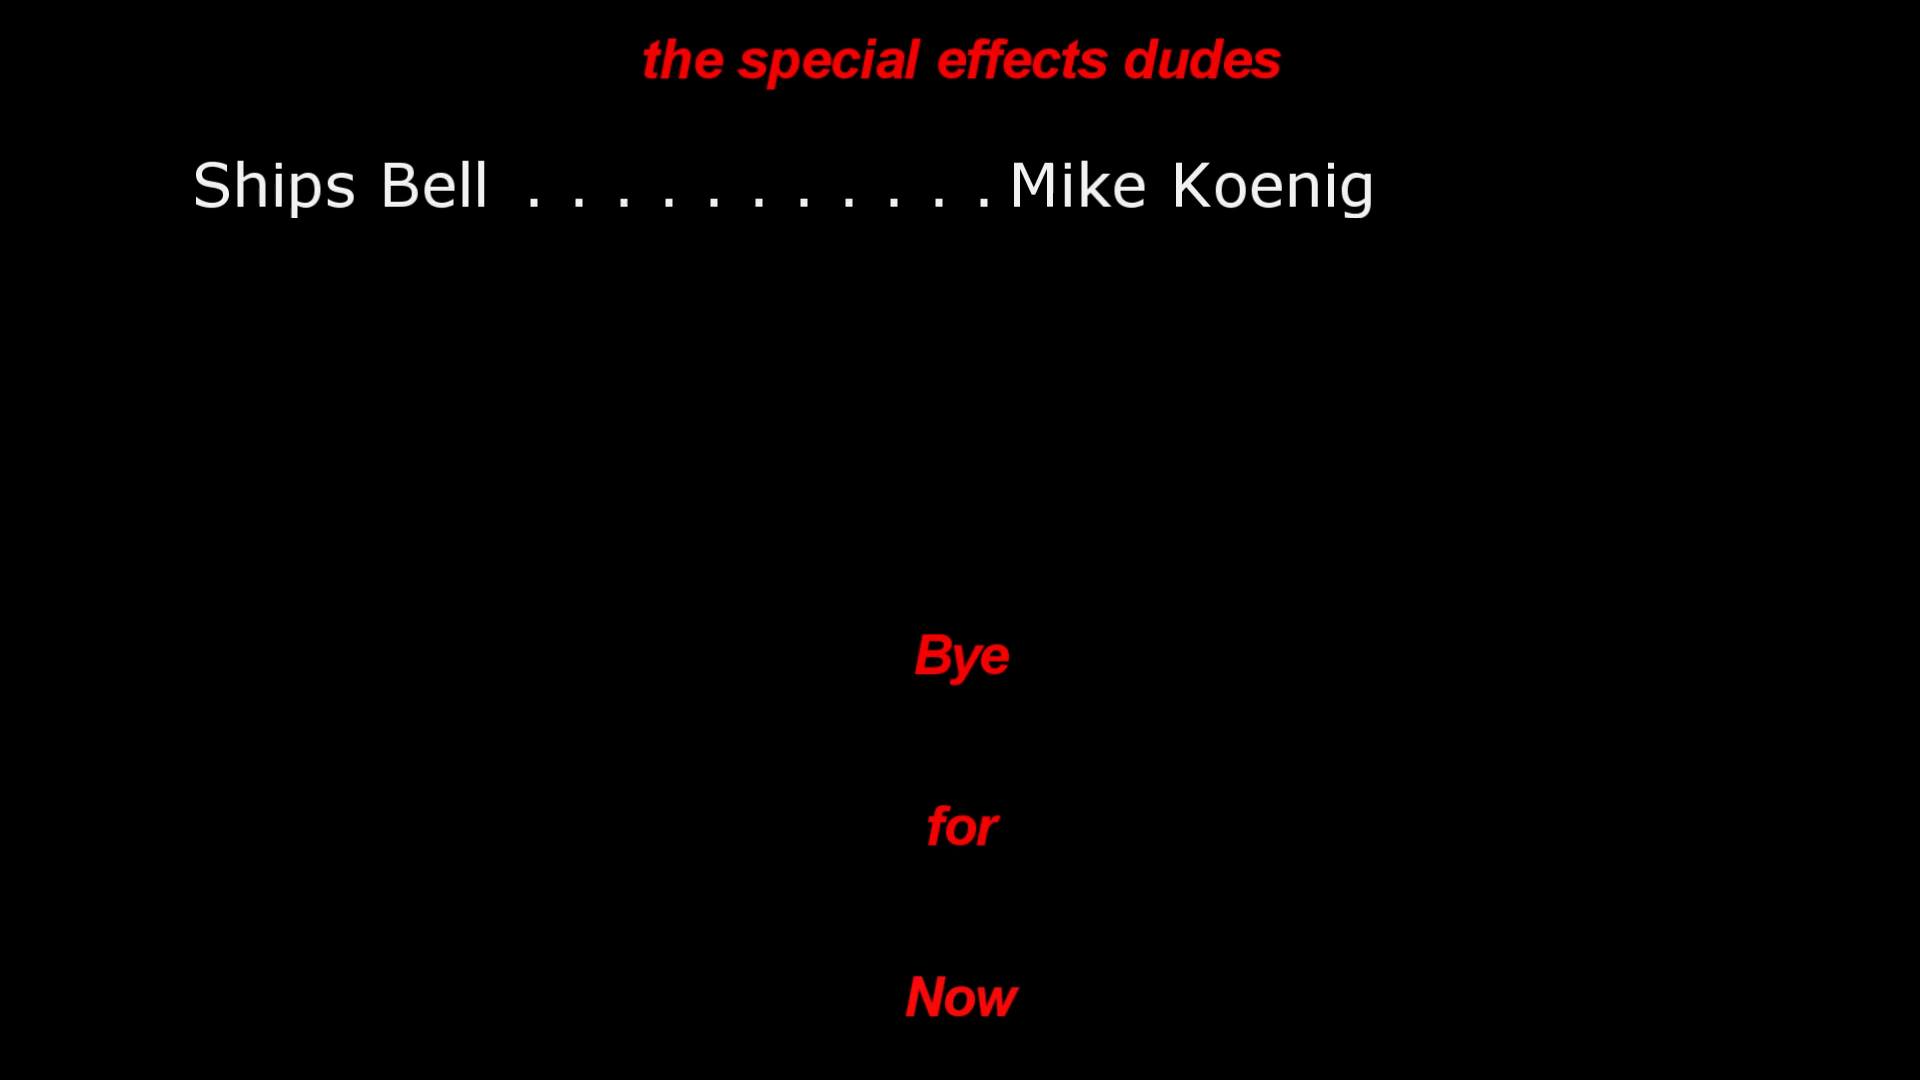 the special effects dudes
Ships Bell . . . . . . . . . . . Mike Koenig
Bye
for
Now